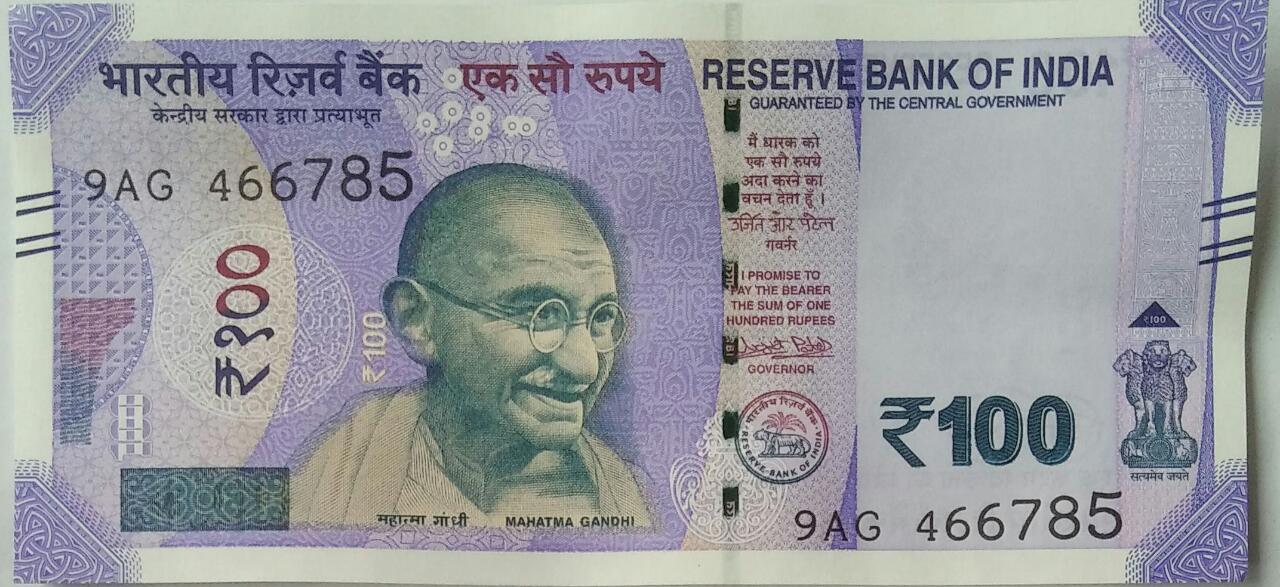 भारतीय रिज़र्व बैंक
केन्द्रीय सरकार द्वारा प्रत्याभूत
एक सौ रुपये
RESERVE BANK OF INDIA
GUARANTEED BY THE CENTRAL GOVERNMENT
9AG 466785
₹१००
₹100
मैं धारक को
एक सौ रुपये
अदा करने का
वचन देता हूँ ।
उर्जित आर पटेल
गवर्नर
I PROMISE TO
PAY THE BEARER
THE SUM OF ONE
HUNDRED RUPEES
GOVERNOR
भारतीय रिज़र्व बैंक
RESERVE BANK OF INDIA
₹100
₹100
सत्यमेव जयते
महात्मा गांधी
MAHATMA GANDHI
9AG 466785